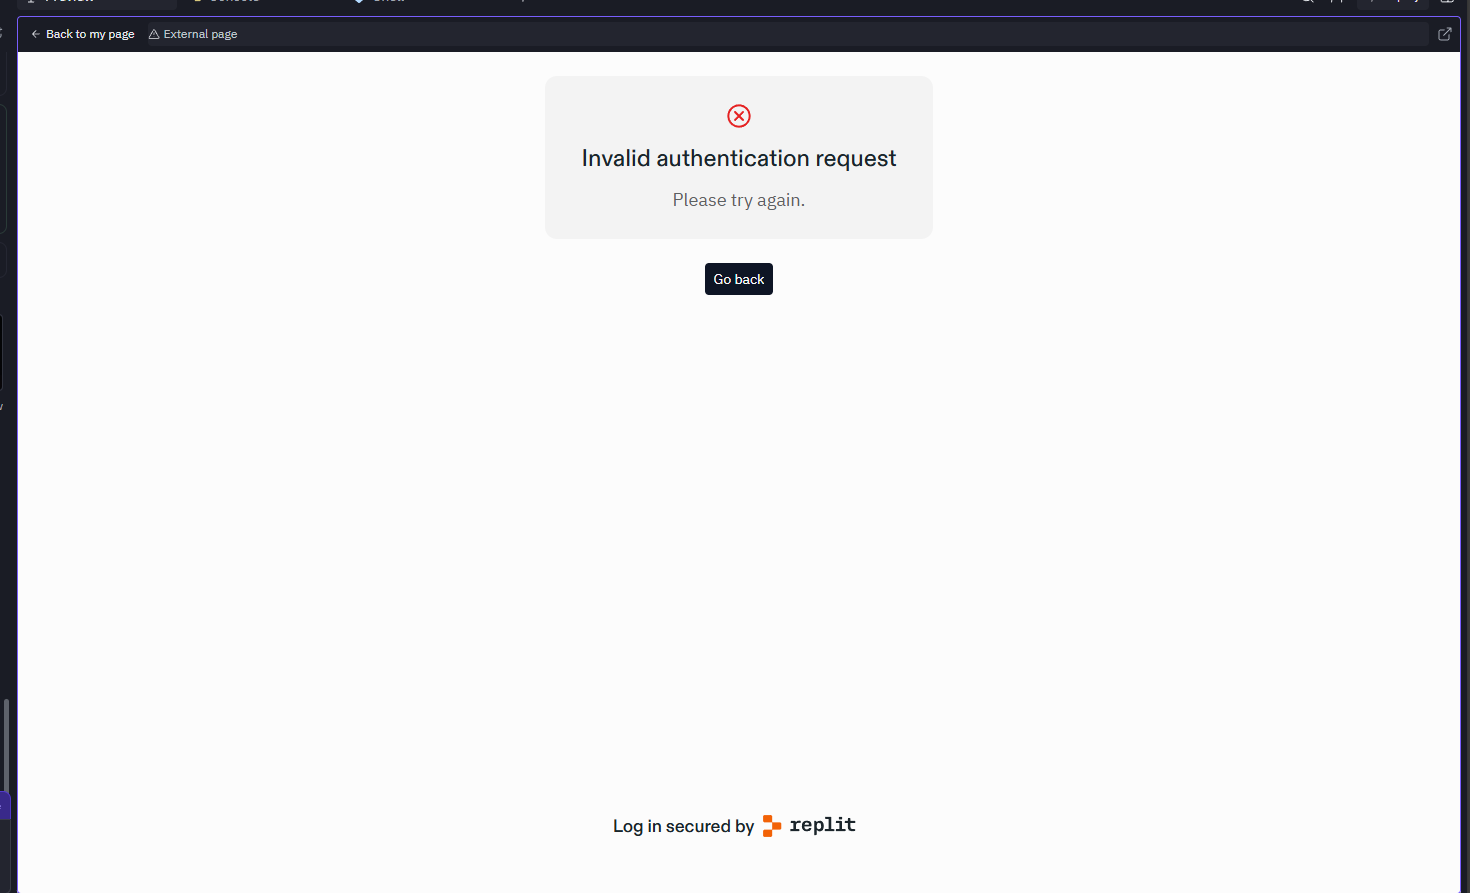 Back to my page
External page
Invalid authentication request
Please try again.
Go back
Log in secured by replit